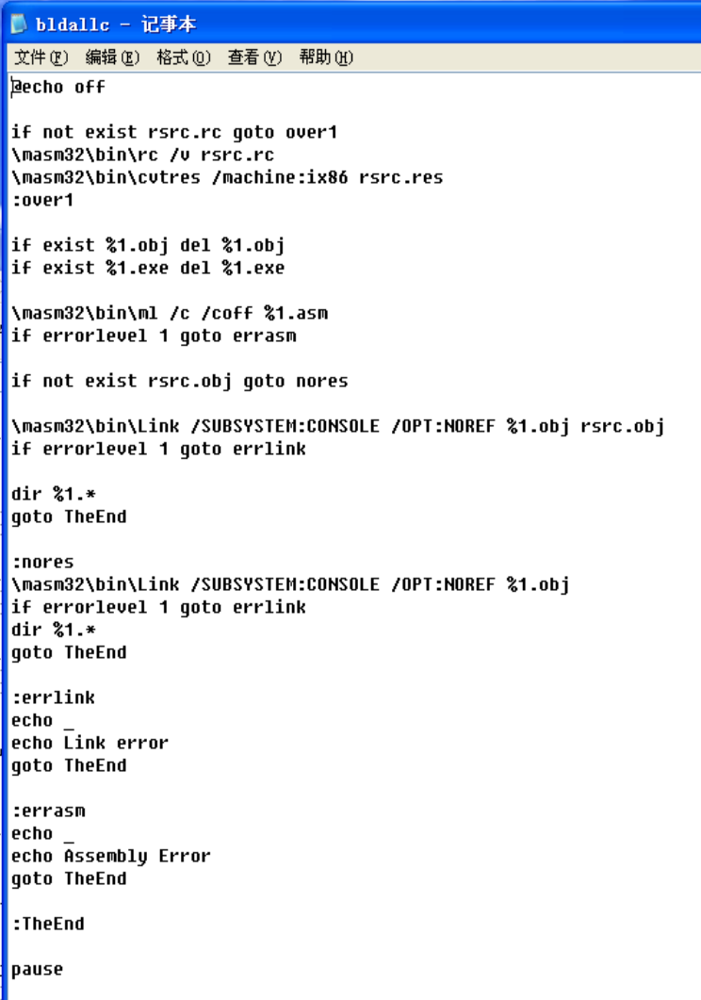 bldallc - 记事本
文件(F) 编辑(E) 格式(O) 查看(V) 帮助(H)
@echo off
if not exist rsrc.rc goto over1
\masm32\bin\rc /v rsrc.rc
\masm32\bin\cvtres /machine:ix86 rsrc.res
:over1
if exist %1.obj del %1.obj
if exist %1.exe del %1.exe
\masm32\bin\ml /c /coff %1.asm
if errorlevel 1 goto errasm
if not exist rsrc.obj goto nores
\masm32\bin\Link /SUBSYSTEM:CONSOLE /OPT:NOREF %1.obj rsrc.obj
if errorlevel 1 goto errlink
dir %1.*
goto TheEnd
:nores
\masm32\bin\Link /SUBSYSTEM:CONSOLE /OPT:NOREF %1.obj
if errorlevel 1 goto errlink
dir %1.*
goto TheEnd
:errlink
echo _
echo Link error
goto TheEnd
:errasm
echo _
echo Assembly Error
goto TheEnd
:TheEnd
pause